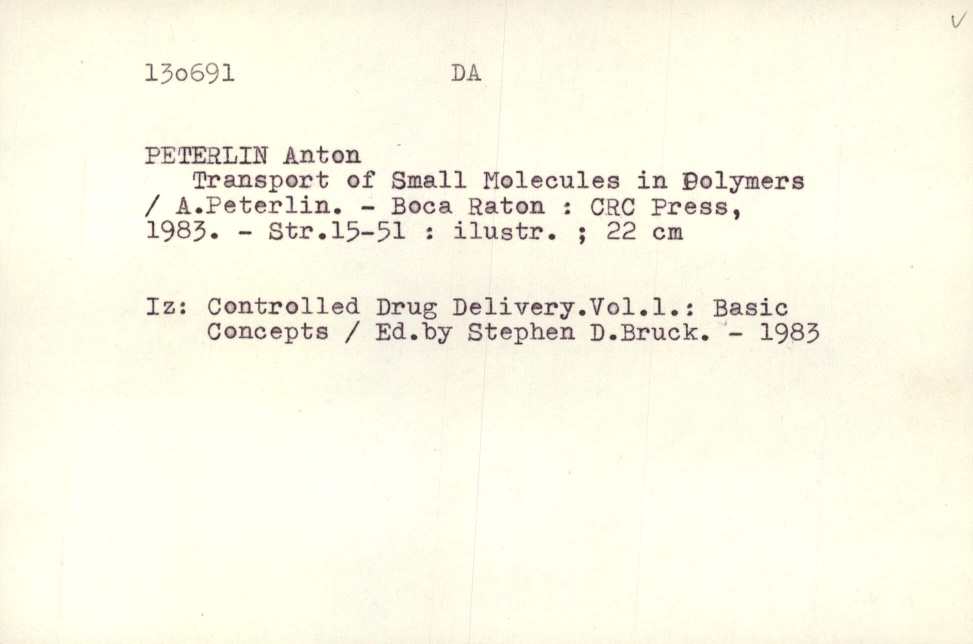 130691 DA
PETERLIN Anton
Transport of Small Molecules in Polymers
/ A.Peterlin. - Boca Raton : CRC Press,
1983. - Str.15-51 : ilustr. ; 22 cm
Iz: Controlled Drug Delivery.Vol.1.: Basic
Concepts / Ed.by Stephen D.Bruck. - 1983